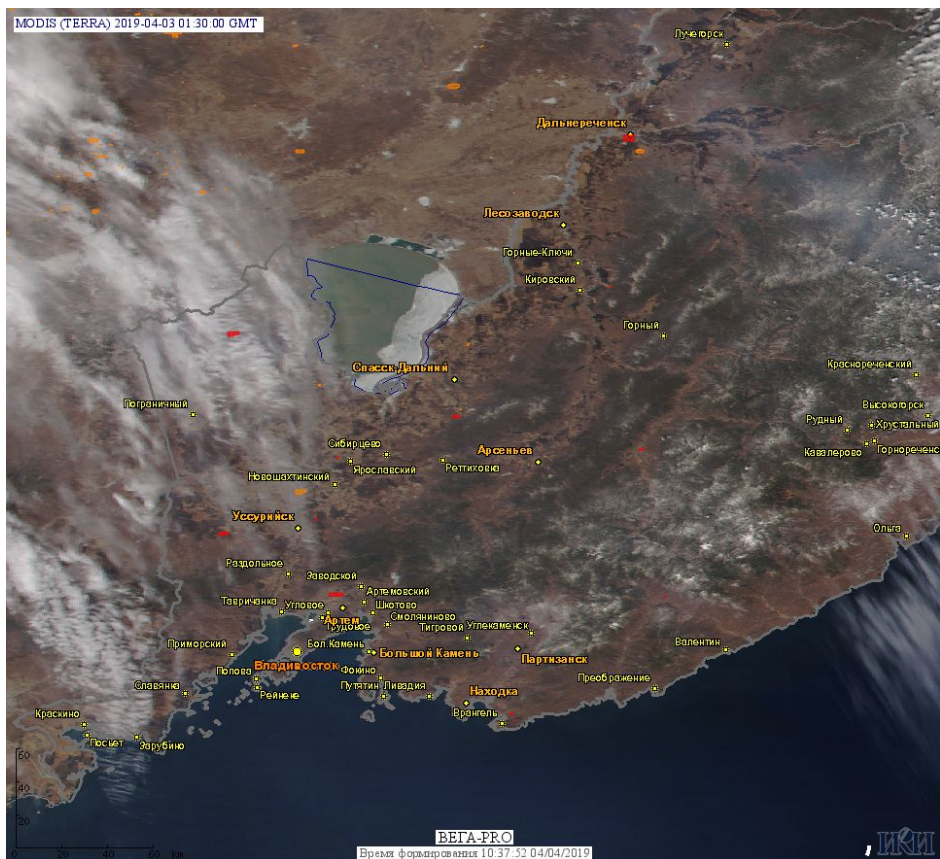 MODIS (TERRA) 2019-04-03 01:30:00 GMT
Лучегорск
Дальнереченск
Лесозаводск
Горные-Ключи
Кировский
Горный
Спасск-Дальний
Краснореченский
Пограничный
Высокогорск
Рудный
Хрустальный
Сибирцево
Арсеньев
Кавалерово
Горнореченс
Ярославский
Реттиховка
Новошахтинский
Уссурийск
Ольга
Раздольное
Заводской
Артемовский
Тавричанка
Угловое
Шкотово
Артем
Трудовое
Смоляниново
Тигровой
Углекаменск
Приморский
Бол.Камень
Большой Камень
Валентин
Владивосток
Партизанск
Попова
Фокино
Преображение
Славянка
Рейнеке
Путятин
Ливадия
Находка
Краскино
Врангель
Посьет
Зарубино
60
40
20
0 20 60 km
ВЕГА-PRO
Время формирования 10:37:52 04/04/2019
ИКИ